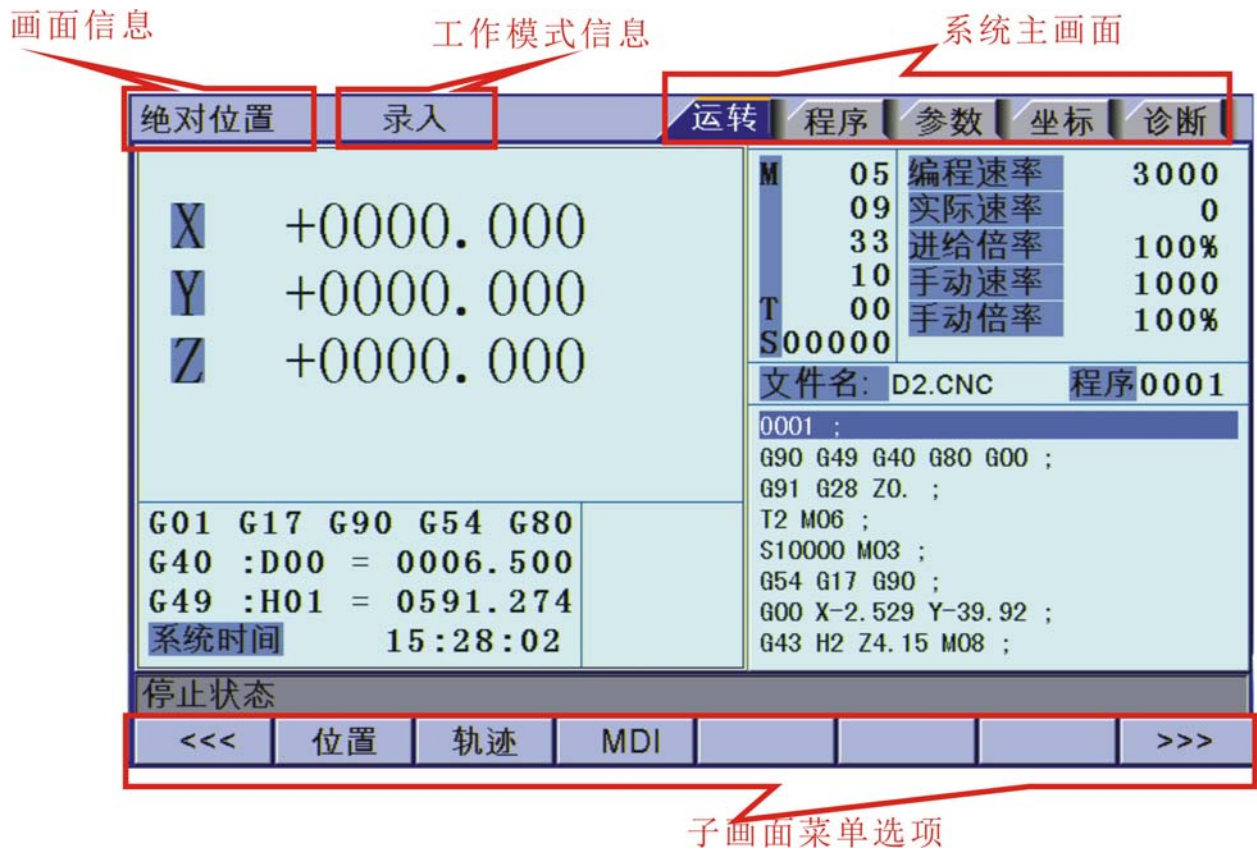 画面信息
工作模式信息
系统主画面
绝对位置 录入 运转 程序 参数 坐标 诊断
X +0000.000
Y +0000.000
Z +0000.000
M 05 编程速率 3000
09 实际速率 0
33 进给倍率 100%
10 手动速率 1000
T 00 手动倍率 100%
S00000
文件名: D2.CNC 程序0001
0001 ;
G90 G49 G40 G80 G00 ;
G91 G28 Z0. ;
T2 M06 ;
S10000 M03 ;
G54 G17 G90 ;
G00 X-2.529 Y-39.92 ;
G43 H2 Z4.15 M08 ;
G01 G17 G90 G54 G80
G40 :D00 = 0006.500
G49 :H01 = 0591.274
系统时间 15:28:02
停止状态
<<< 位置 轨迹 MDI >>>
子画面菜单选项